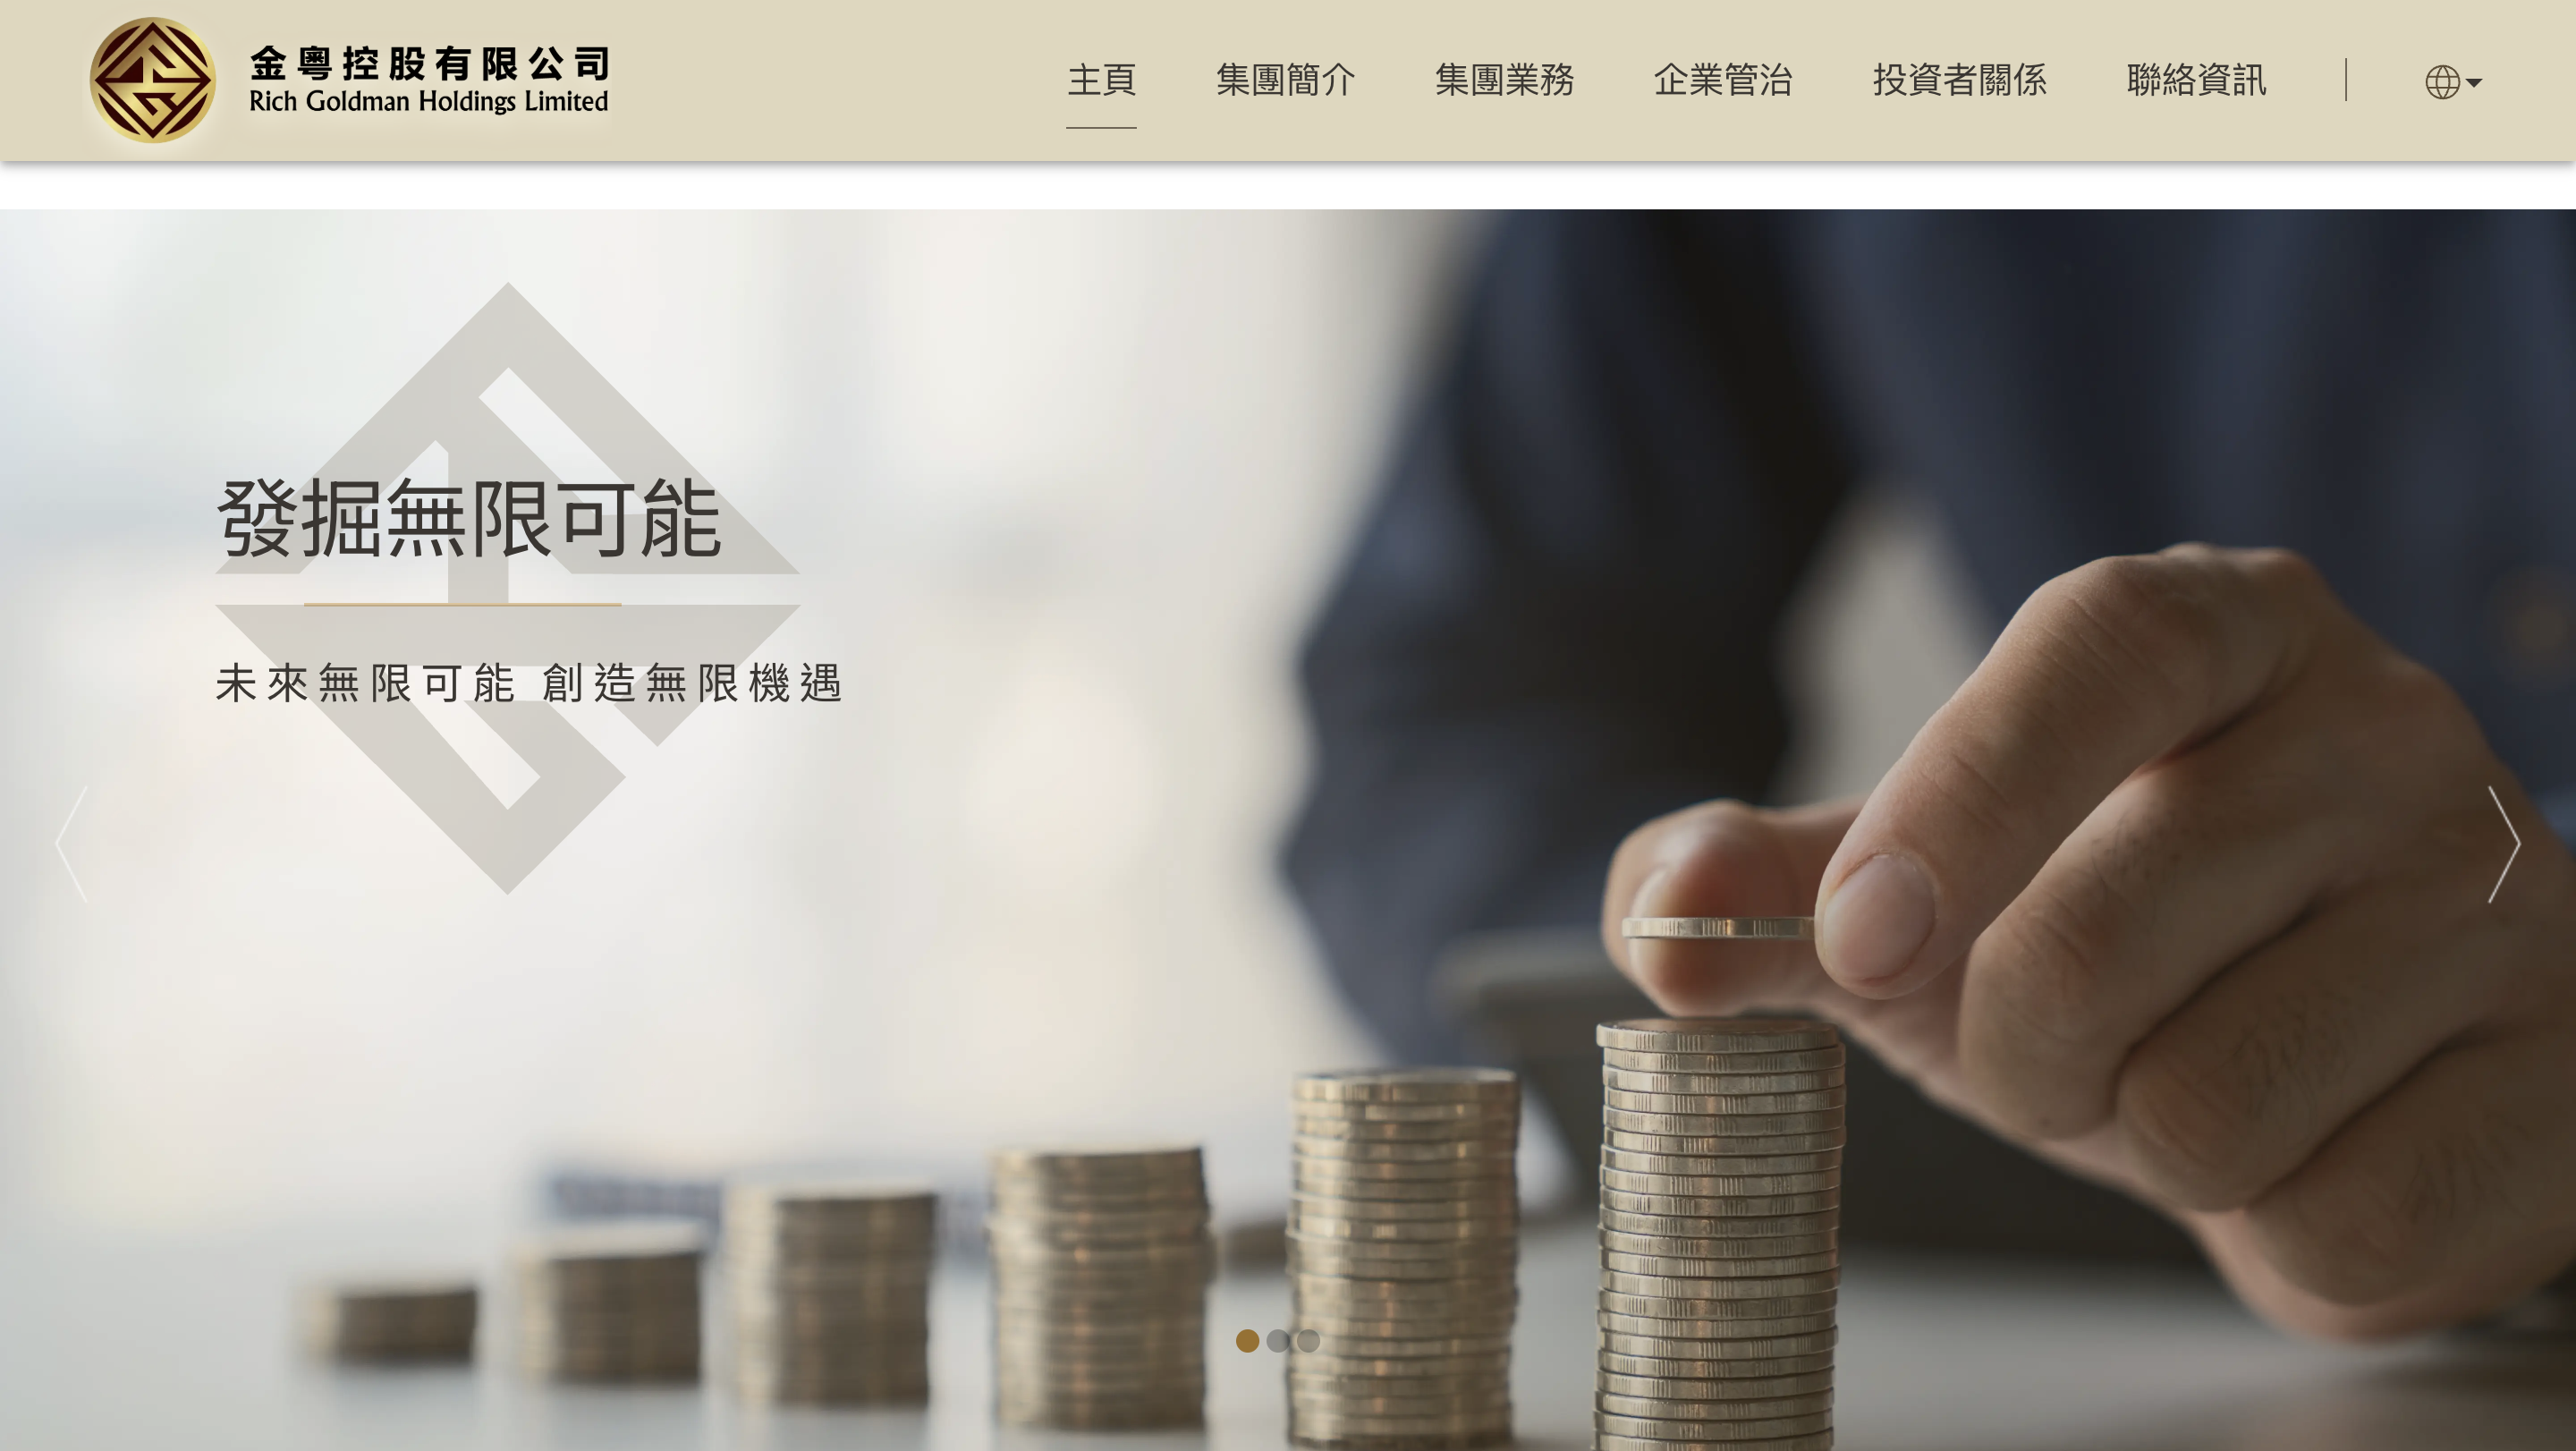 金粵控股有限公司
Rich Goldman Holdings Limited
主頁 集團簡介 集團業務 企業管治 投資者關係 聯絡資訊
發掘無限可能
未來無限可能 創造無限機遇